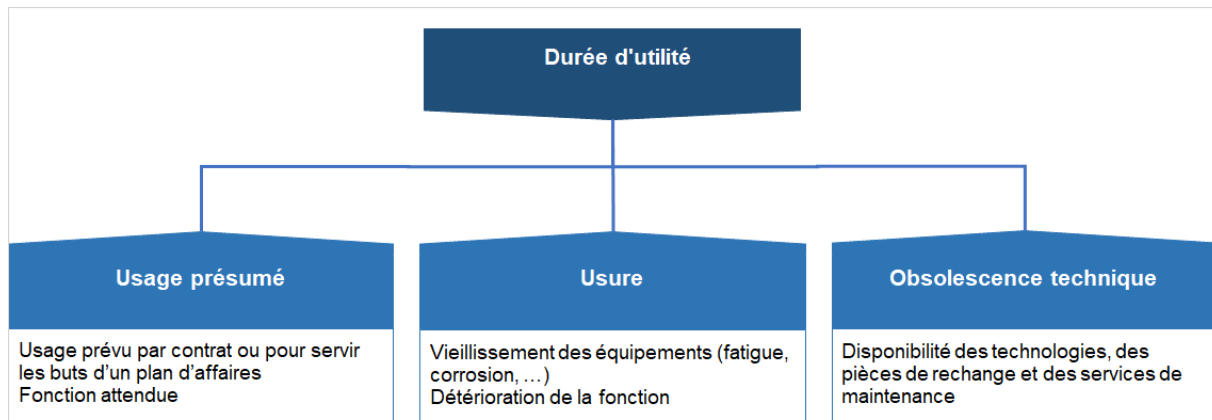 Durée d'utilité
Usage présumé
Usage prévu par contrat ou pour servir
les buts d’un plan d’affaires
Fonction attendue
Usure
Vieillissement des équipements (fatigue,
corrosion, …)
Détérioration de la fonction
Obsolescence technique
Disponibilité des technologies, des
pièces de rechange et des services de
maintenance